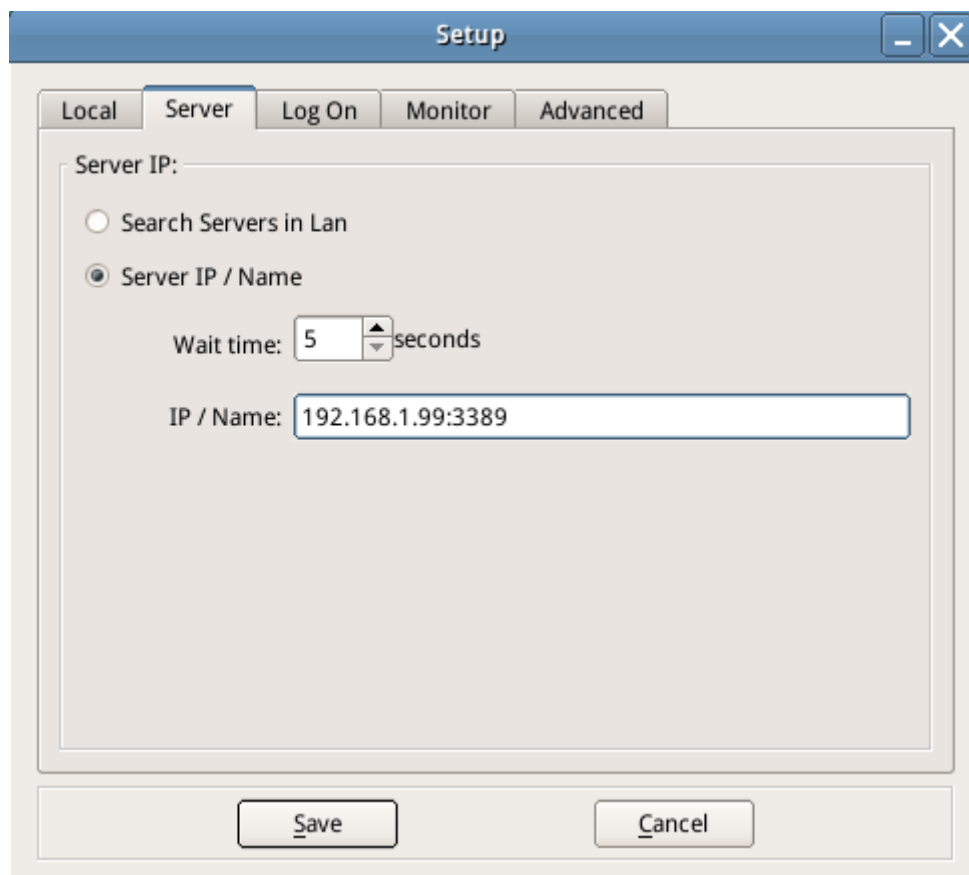 Setup
Local Server Log On Monitor Advanced
Server IP:
Search Servers in Lan
Server IP / Name
Wait time: 5 seconds
IP / Name: 192.168.1.99:3389
Save Cancel